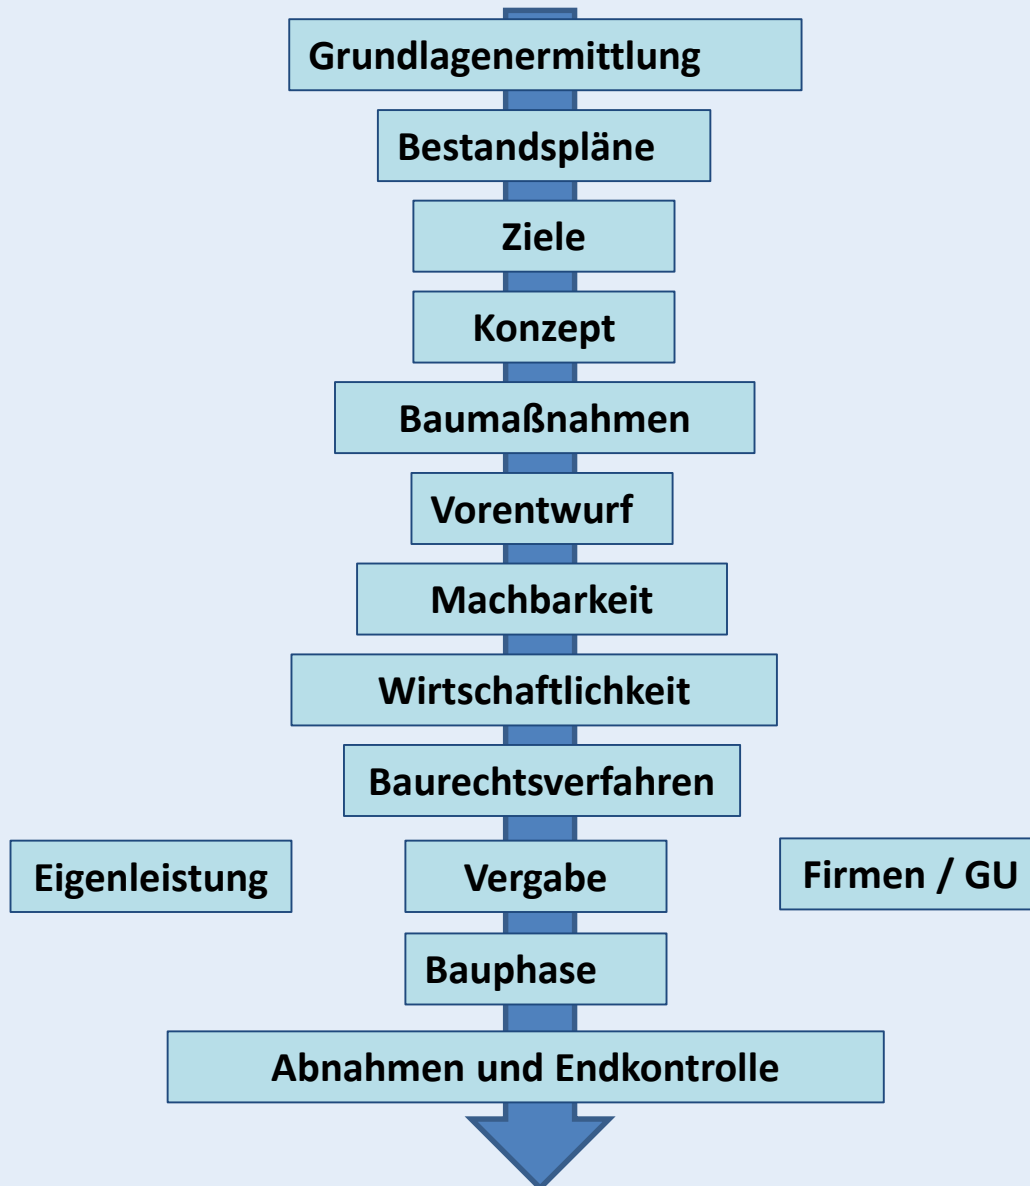 Grundlagenermittlung
Bestandspläne
Ziele
Konzept
Baumaßnahmen
Vorentwurf
Machbarkeit
Wirtschaftlichkeit
Baurechtsverfahren
Eigenleistung
Vergabe
Firmen / GU
Bauphase
Abnahmen und Endkontrolle